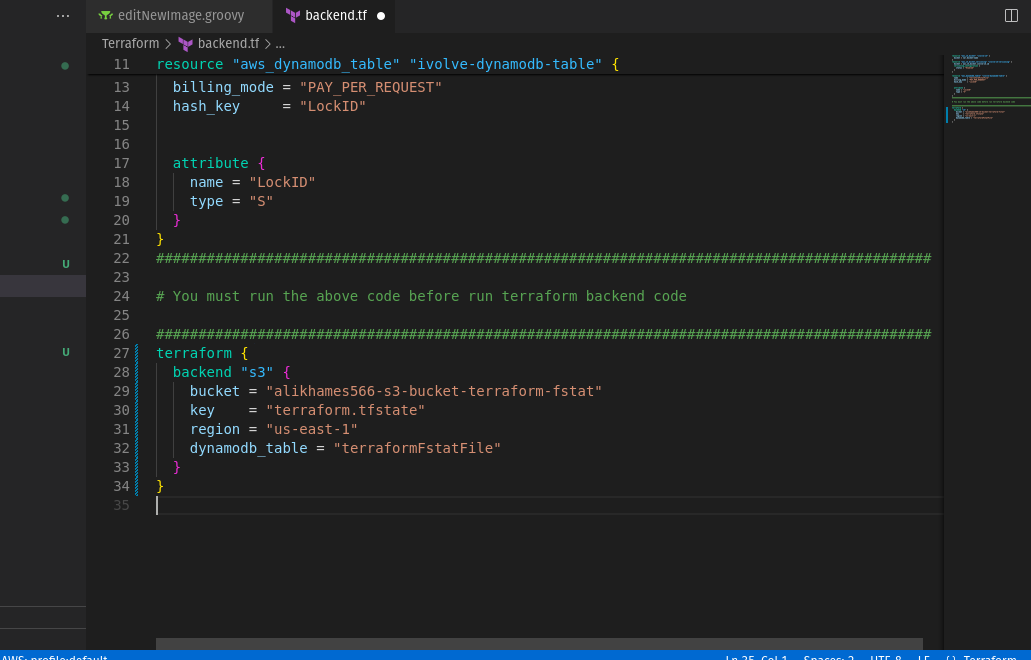 ··· editNewImage.groovy backend.tf ●
Terraform > backend.tf > ...
11 resource "aws_dynamodb_table" "ivolve-dynamodb-table" {
13 billing_mode = "PAY_PER_REQUEST"
14 hash_key     = "LockID"
15
16
17 attribute {
18 name = "LockID"
19 type = "S"
20 }
21 }
22 ############################################################################################
23
24 # You must run the above code before run terraform backend code
25
26 ############################################################################################
27 terraform {
28 backend "s3" {
29 bucket = "alikhames566-s3-bucket-terraform-fstat"
30 key    = "terraform.tfstate"
31 region = "us-east-1"
32 dynamodb_table = "terraformFstatFile"
33 }
34 }
35
U
U
AWS: profile:default Ln 35, Col 1 Spaces: 2 UTF-8 LF {} Terraform